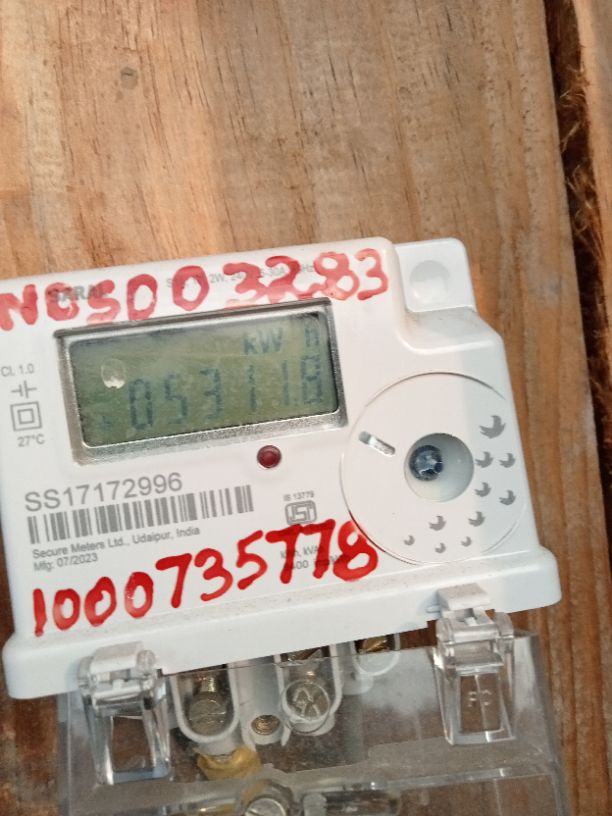 N0500 3283
kW h
05311.8
Cl. 1.0
27°C
SS17172996
IS 13779
Secure Meters Ltd., Udaipur, India
Mfg: 07/2023
1000735778